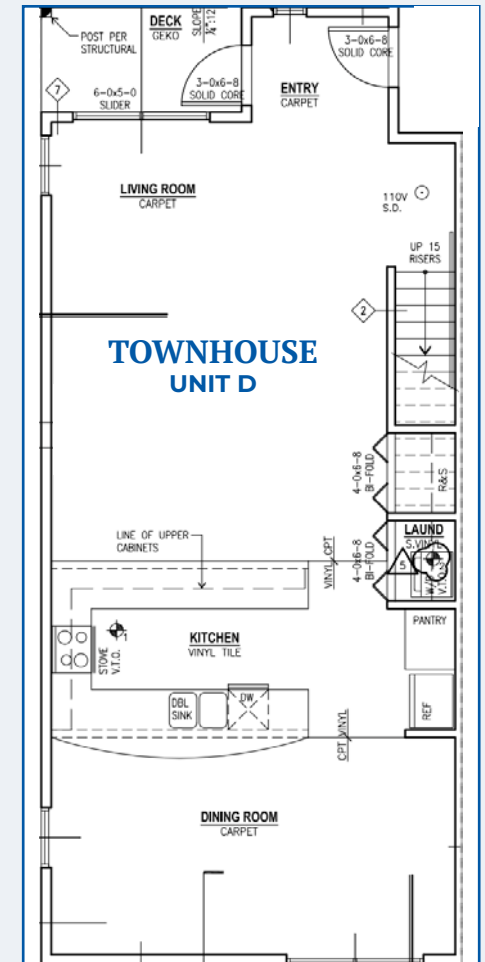 DECK
GEKO
SLOPE
¼":12
POST PER
STRUCTURAL
3-0x6-8
SOLID CORE
7
6-0x5-0
SLIDER
3-0x6-8
SOLID CORE
ENTRY
CARPET
LIVING ROOM
CARPET
110V
S.D.
UP 15
RISERS
2
TOWNHOUSE
UNIT D
4-0x6-8
BI-FOLD
R&S
LINE OF UPPER
CABINETS
VINYL CPT
4-0x6-8
BI-FOLD
LAUND
S.VINYL
5
V.T.O.
PANTRY
KITCHEN
VINYL TILE
STOVE
V.T.O.
DBL
SINK
DW
REF
CPT VINYL
DINING ROOM
CARPET